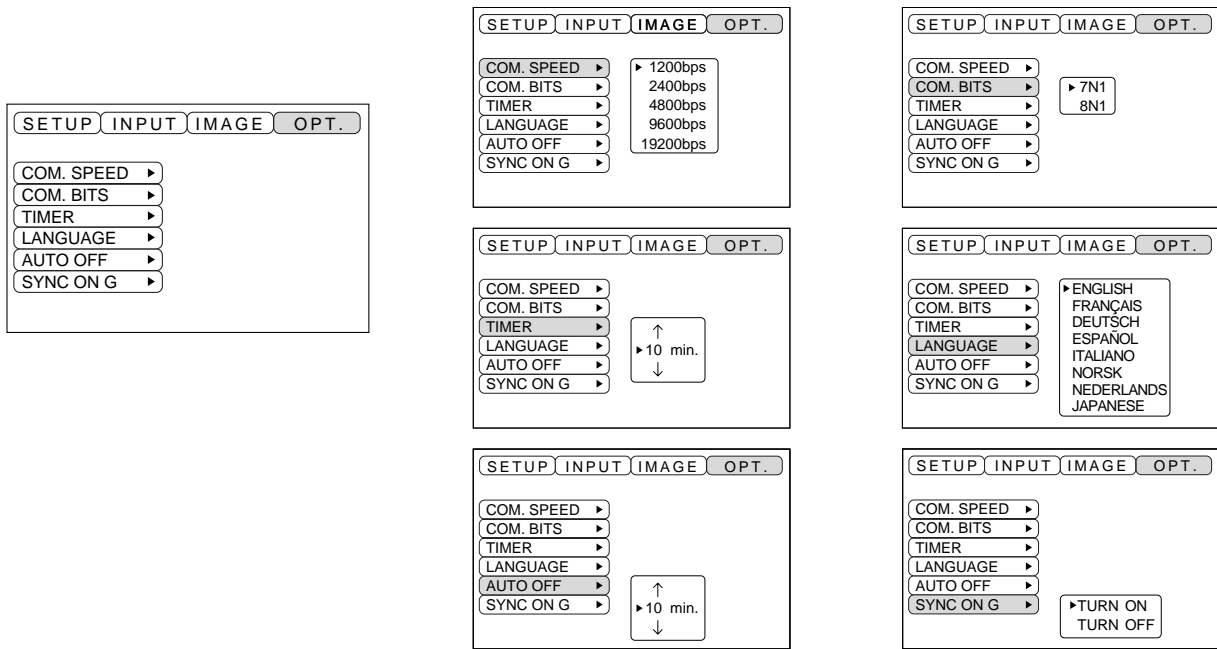 SETUP INPUT IMAGE OPT.
COM. SPEED
COM. BITS
TIMER
LANGUAGE
AUTO OFF
SYNC ON G
SETUP INPUT IMAGE OPT.
COM. SPEED 1200bps
COM. BITS 2400bps
TIMER 4800bps
LANGUAGE 9600bps
AUTO OFF 19200bps
SYNC ON G
SETUP INPUT IMAGE OPT.
COM. SPEED
COM. BITS 7N1
TIMER 8N1
LANGUAGE
AUTO OFF
SYNC ON G
SETUP INPUT IMAGE OPT.
COM. SPEED
COM. BITS
TIMER
LANGUAGE 10 min.
AUTO OFF
SYNC ON G
SETUP INPUT IMAGE OPT.
COM. SPEED
COM. BITS
TIMER
LANGUAGE
AUTO OFF
SYNC ON G
ENGLISH
FRANÇAIS
DEUTSCH
ESPAÑOL
ITALIANO
NORSK
NEDERLANDS
JAPANESE
SETUP INPUT IMAGE OPT.
COM. SPEED
COM. BITS
TIMER
LANGUAGE
AUTO OFF
SYNC ON G 10 min.
SETUP INPUT IMAGE OPT.
COM. SPEED
COM. BITS
TIMER
LANGUAGE
AUTO OFF
SYNC ON G TURN ON
TURN OFF